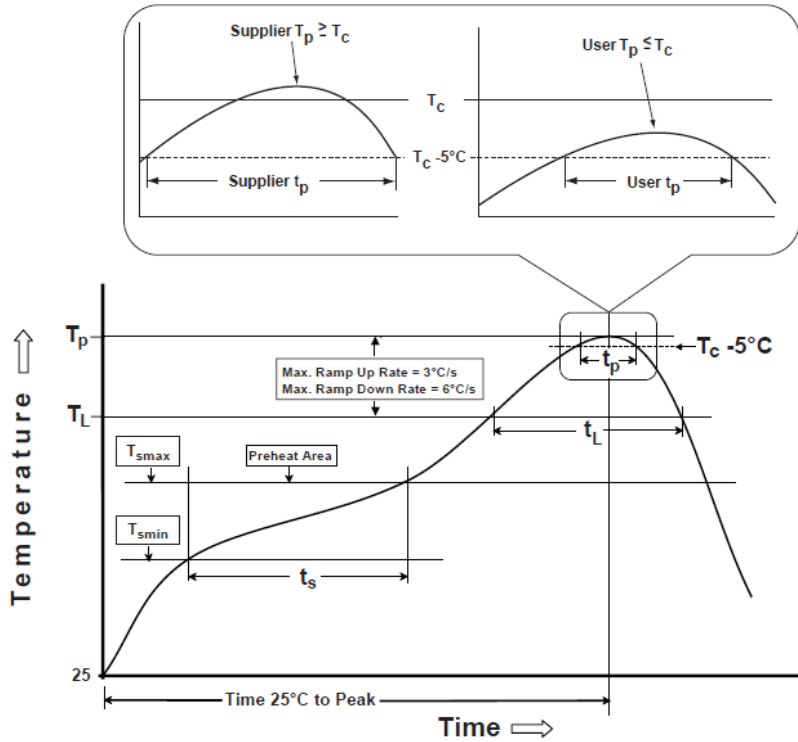 Supplier Tp ≥ Tc
User Tp ≤ Tc
Tc
Tc -5°C
Supplier tp
User tp
Tp
Tc -5°C
tp
Max. Ramp Up Rate = 3°C/s
Max. Ramp Down Rate = 6°C/s
TL
tL
Tsmax
Preheat Area
Tsmin
ts
Temperature
25
Time 25°C to Peak
Time